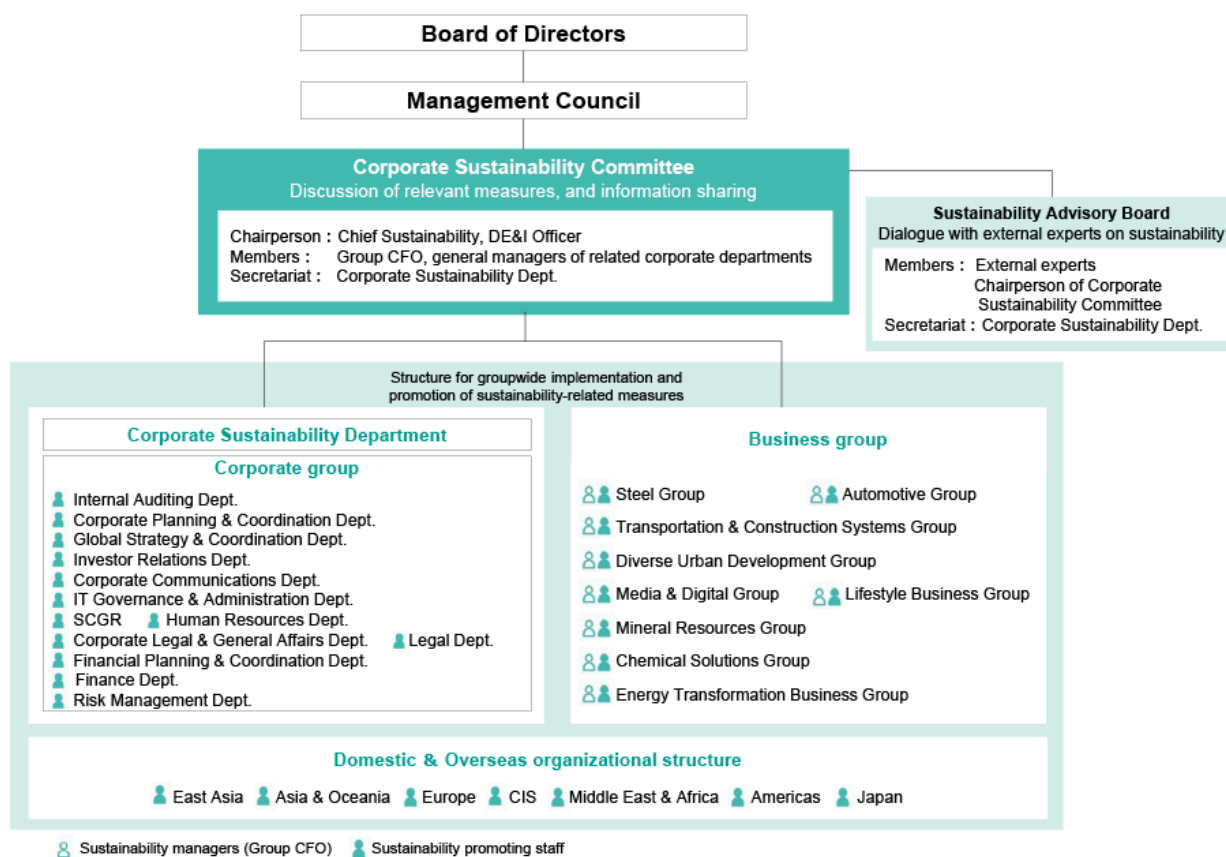 Board of Directors
Management Council
Corporate Sustainability Committee
Discussion of relevant measures, and information sharing
Chairperson : Chief Sustainability, DE&I Officer
Members : Group CFO, general managers of related corporate departments
Secretariat : Corporate Sustainability Dept.
Sustainability Advisory Board
Dialogue with external experts on sustainability
Members : External experts
Chairperson of Corporate
Sustainability Committee
Secretariat : Corporate Sustainability Dept.
Structure for groupwide implementation and
promotion of sustainability-related measures
Corporate Sustainability Department
Corporate group
Internal Auditing Dept.
Corporate Planning & Coordination Dept.
Global Strategy & Coordination Dept.
Investor Relations Dept.
Corporate Communications Dept.
IT Governance & Administration Dept.
SCGR Human Resources Dept.
Corporate Legal & General Affairs Dept. Legal Dept.
Financial Planning & Coordination Dept.
Finance Dept.
Risk Management Dept.
Business group
Steel Group Automotive Group
Transportation & Construction Systems Group
Diverse Urban Development Group
Media & Digital Group Lifestyle Business Group
Mineral Resources Group
Chemical Solutions Group
Energy Transformation Business Group
Domestic & Overseas organizational structure
East Asia Asia & Oceania Europe CIS Middle East & Africa Americas Japan
Sustainability managers (Group CFO) Sustainability promoting staff